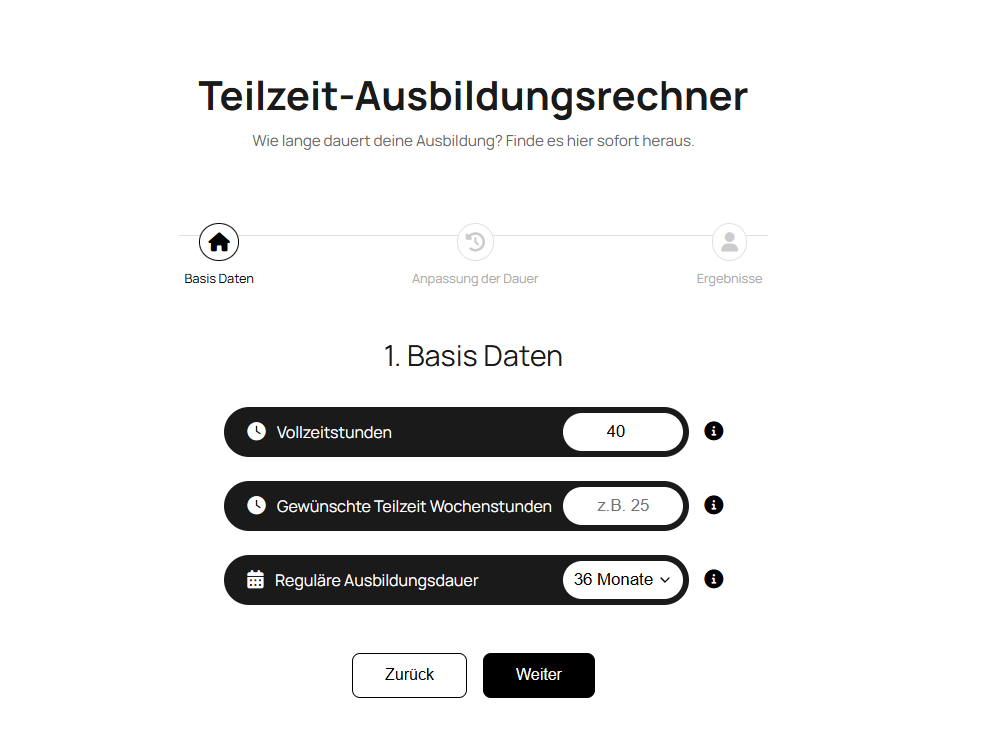 Teilzeit-Ausbildungsrechner
Wie lange dauert deine Ausbildung? Finde es hier sofort heraus.
Basis Daten
Anpassung der Dauer
Ergebnisse
1. Basis Daten
Vollzeitstunden 40
Gewünschte Teilzeit Wochenstunden z.B. 25
Reguläre Ausbildungsdauer 36 Monate
Zurück
Weiter